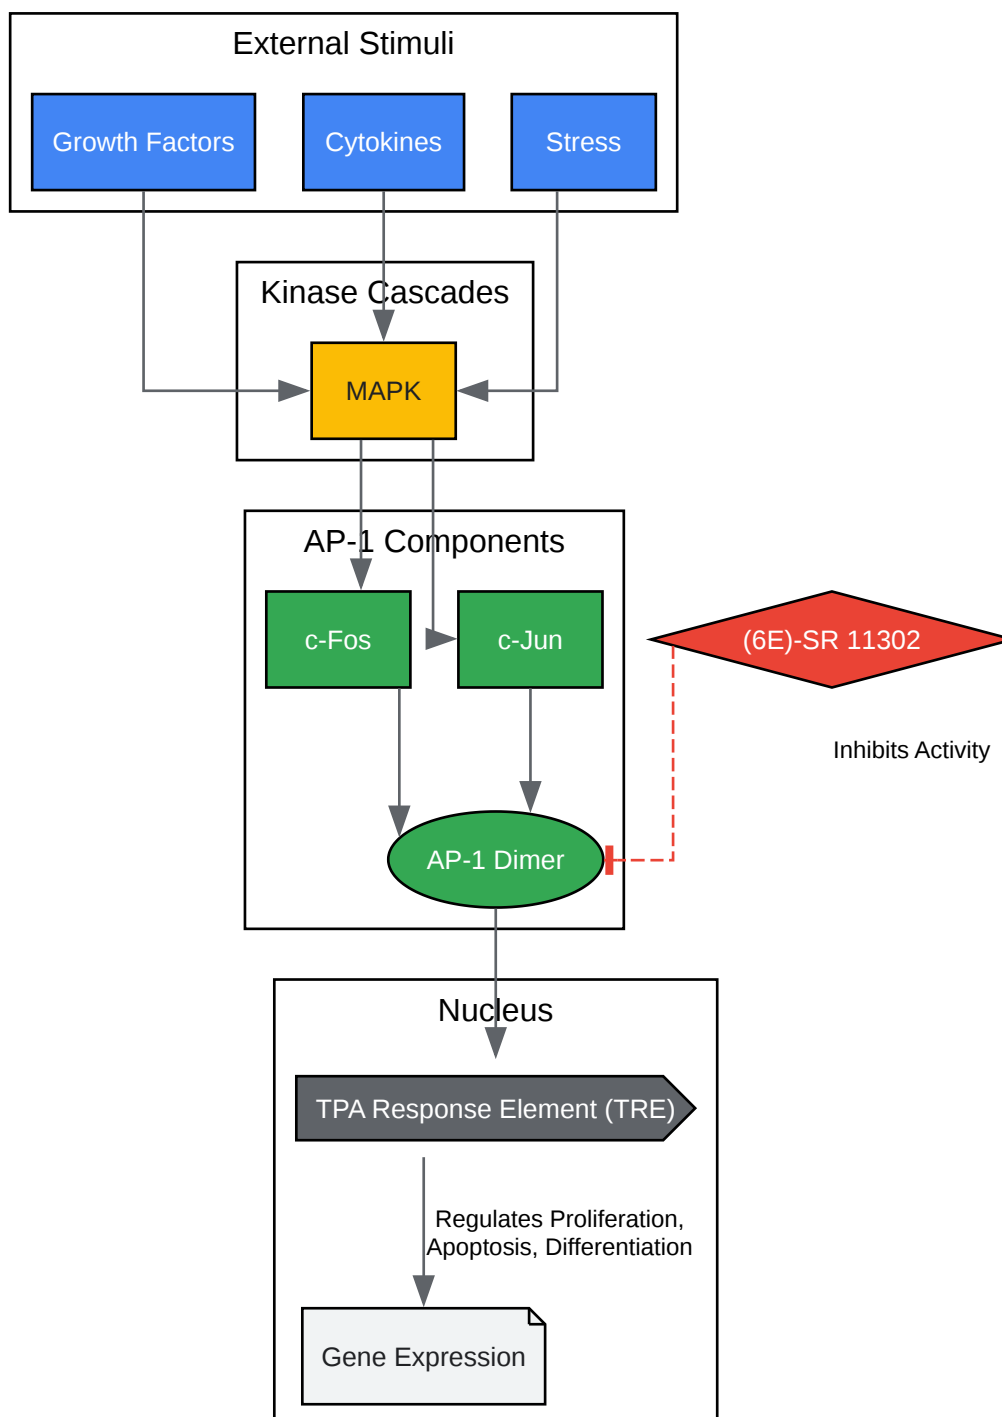 External Stimuli
Growth Factors
Cytokines
Stress
Kinase Cascades
MAPK
AP-1 Components
c-Fos
c-Jun
(6E)-SR 11302
Inhibits Activity
AP-1 Dimer
Nucleus
TPA Response Element (TRE)
Regulates Proliferation,
Apoptosis, Differentiation
Gene Expression